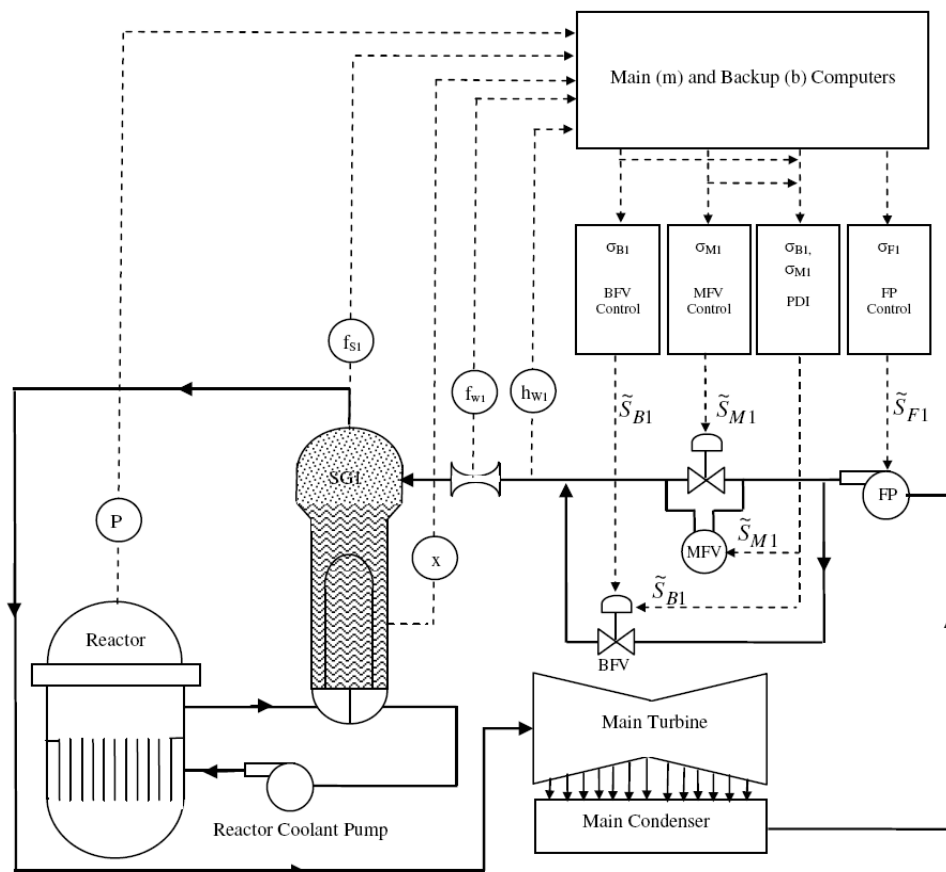 Main (m) and Backup (b) Computers
σB1
BFV
Control
σM1
MFV
Control
σB1,
σM1
PDI
σF1
FP
Control
fS1
fw1
hW1
S̃B1
S̃M1
S̃F1
SG1
FP
P
x
MFV
S̃M1
S̃B1
Reactor
BFV
Main Turbine
Reactor Coolant Pump
Main Condenser